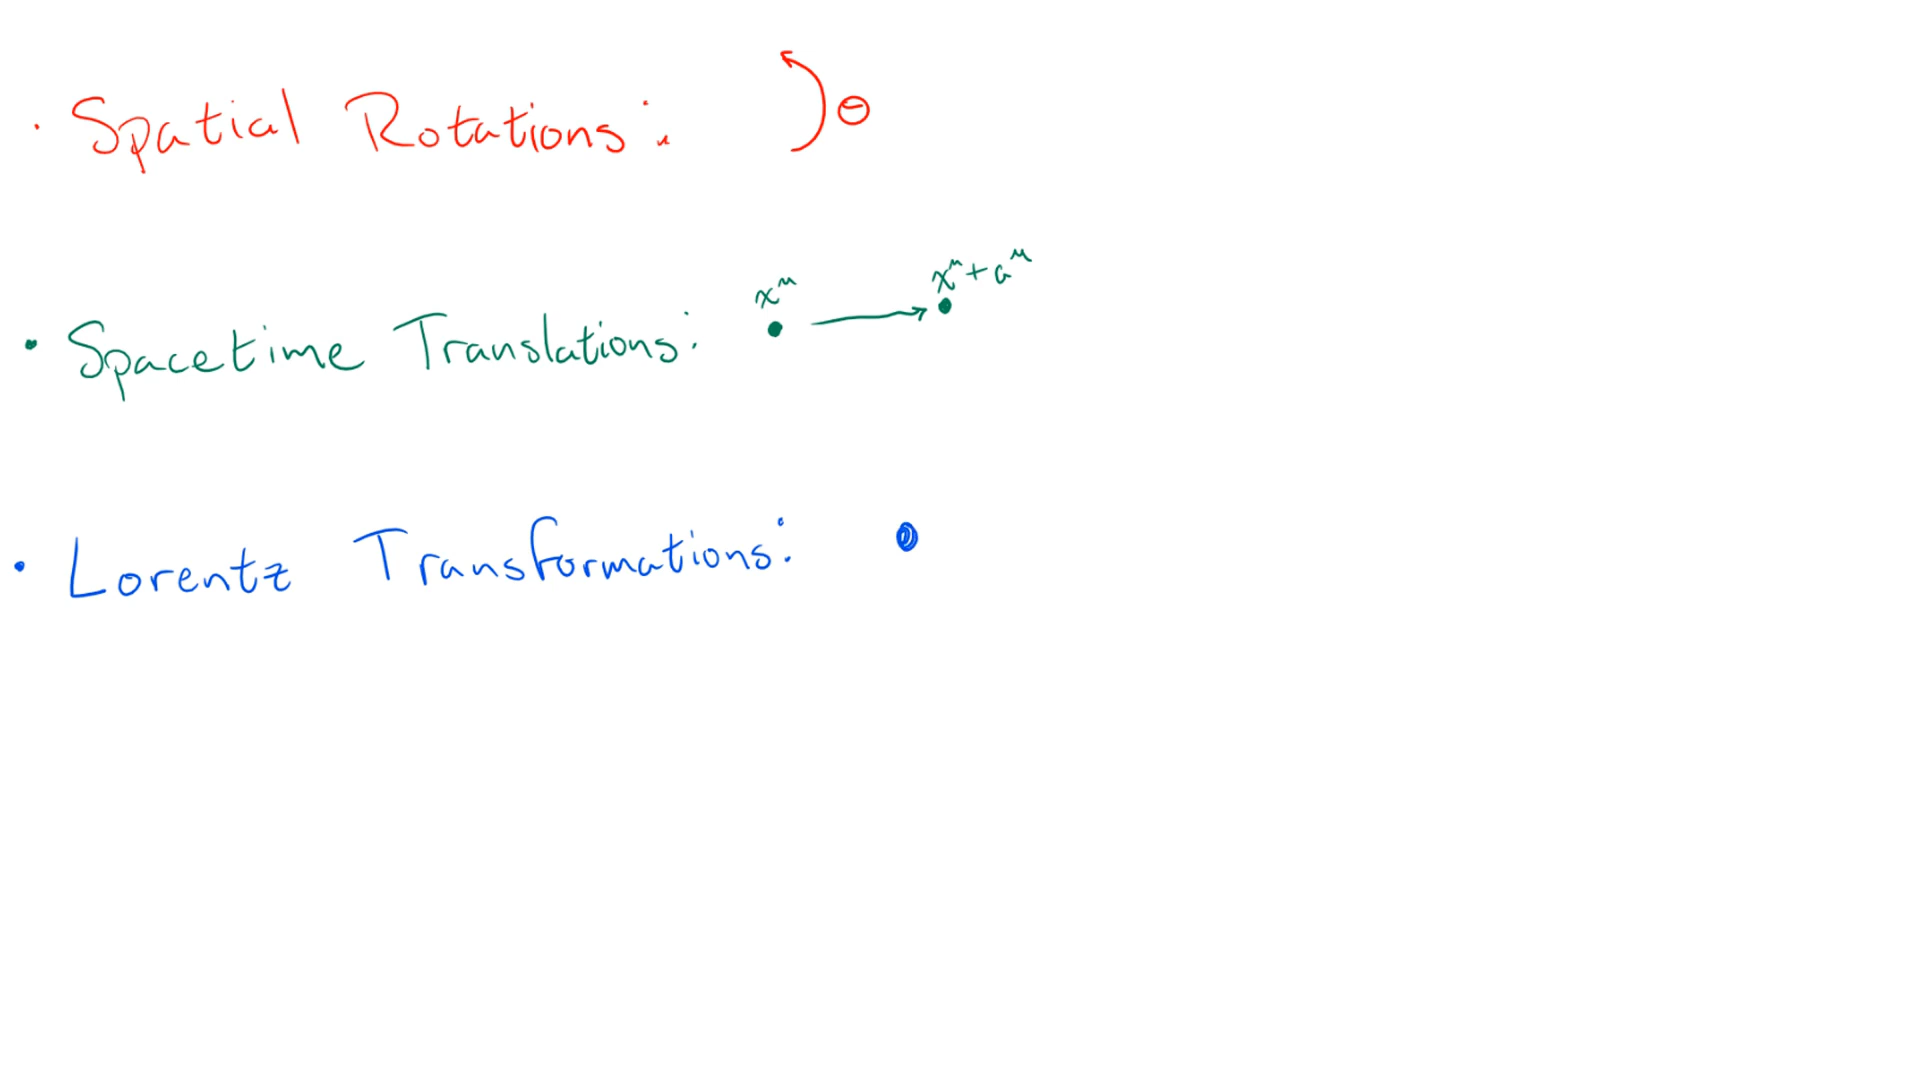 · Spatial Rotations: θ
· Spacetime Translations: x^μ → x^μ + a^μ
· Lorentz Transformations: